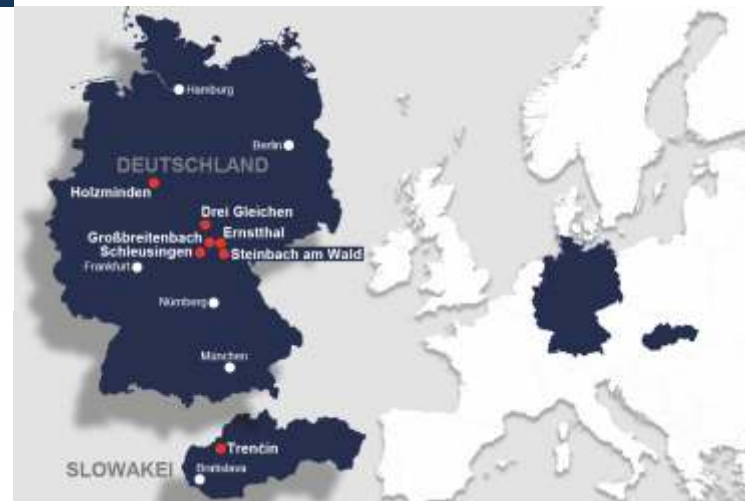 Hamburg
Berlin
DEUTSCHLAND
Holzminden
Drei Gleichen
Ernstthal
Großbreitenbach
Schleusingen
Steinbach am Wald
Frankfurt
Nürnberg
München
Trenčín
SLOWAKEI
Bratislava